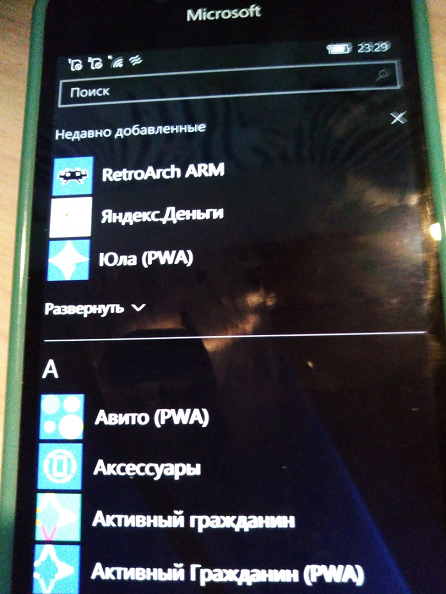 Microsoft
23:29
Поиск
Недавно добавленные
RetroArch ARM
Яндекс.Деньги
Юла (PWA)
Развернуть
А
Авито (PWA)
Аксессуары
Активный гражданин
Активный Гражданин (PWA)